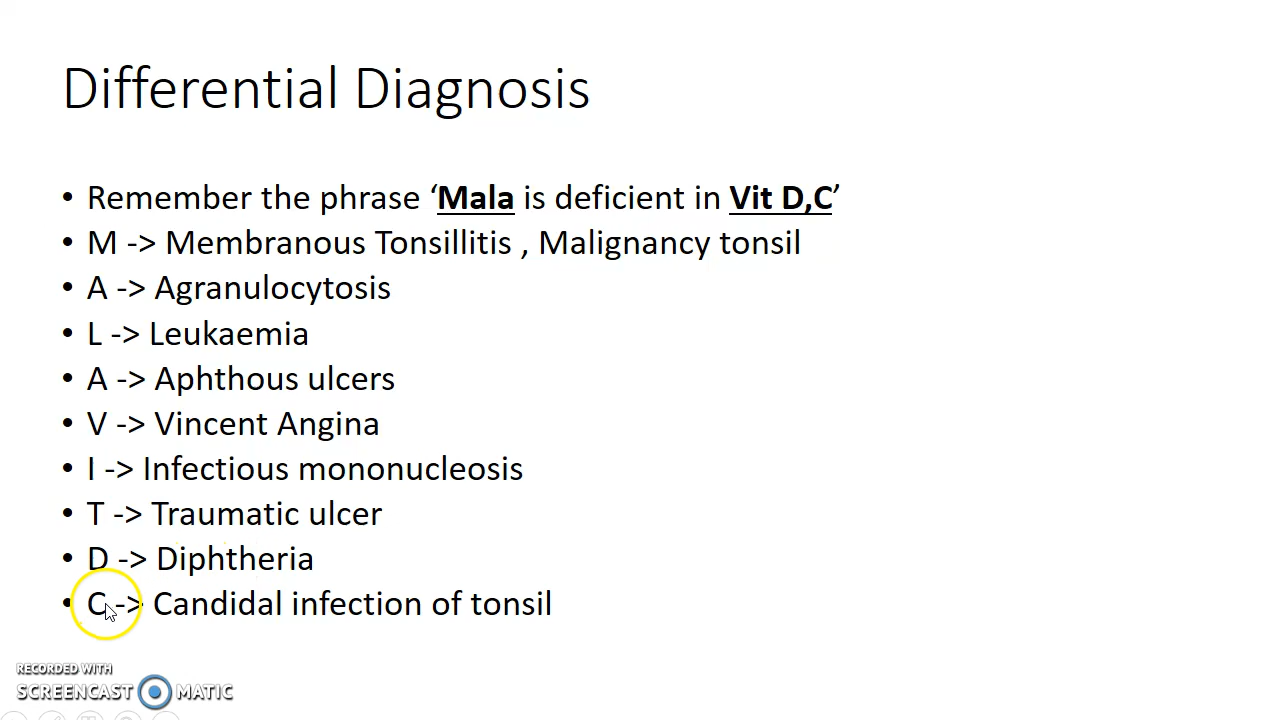 Differential Diagnosis
• Remember the phrase ‘Mala is deficient in Vit D,C’
• M -> Membranous Tonsillitis , Malignancy tonsil
• A -> Agranulocytosis
• L -> Leukaemia
• A -> Aphthous ulcers
• V -> Vincent Angina
• I -> Infectious mononucleosis
• T -> Traumatic ulcer
• D -> Diphtheria
• C -> Candidal infection of tonsil
RECORDED WITH
SCREENCAST MATIC